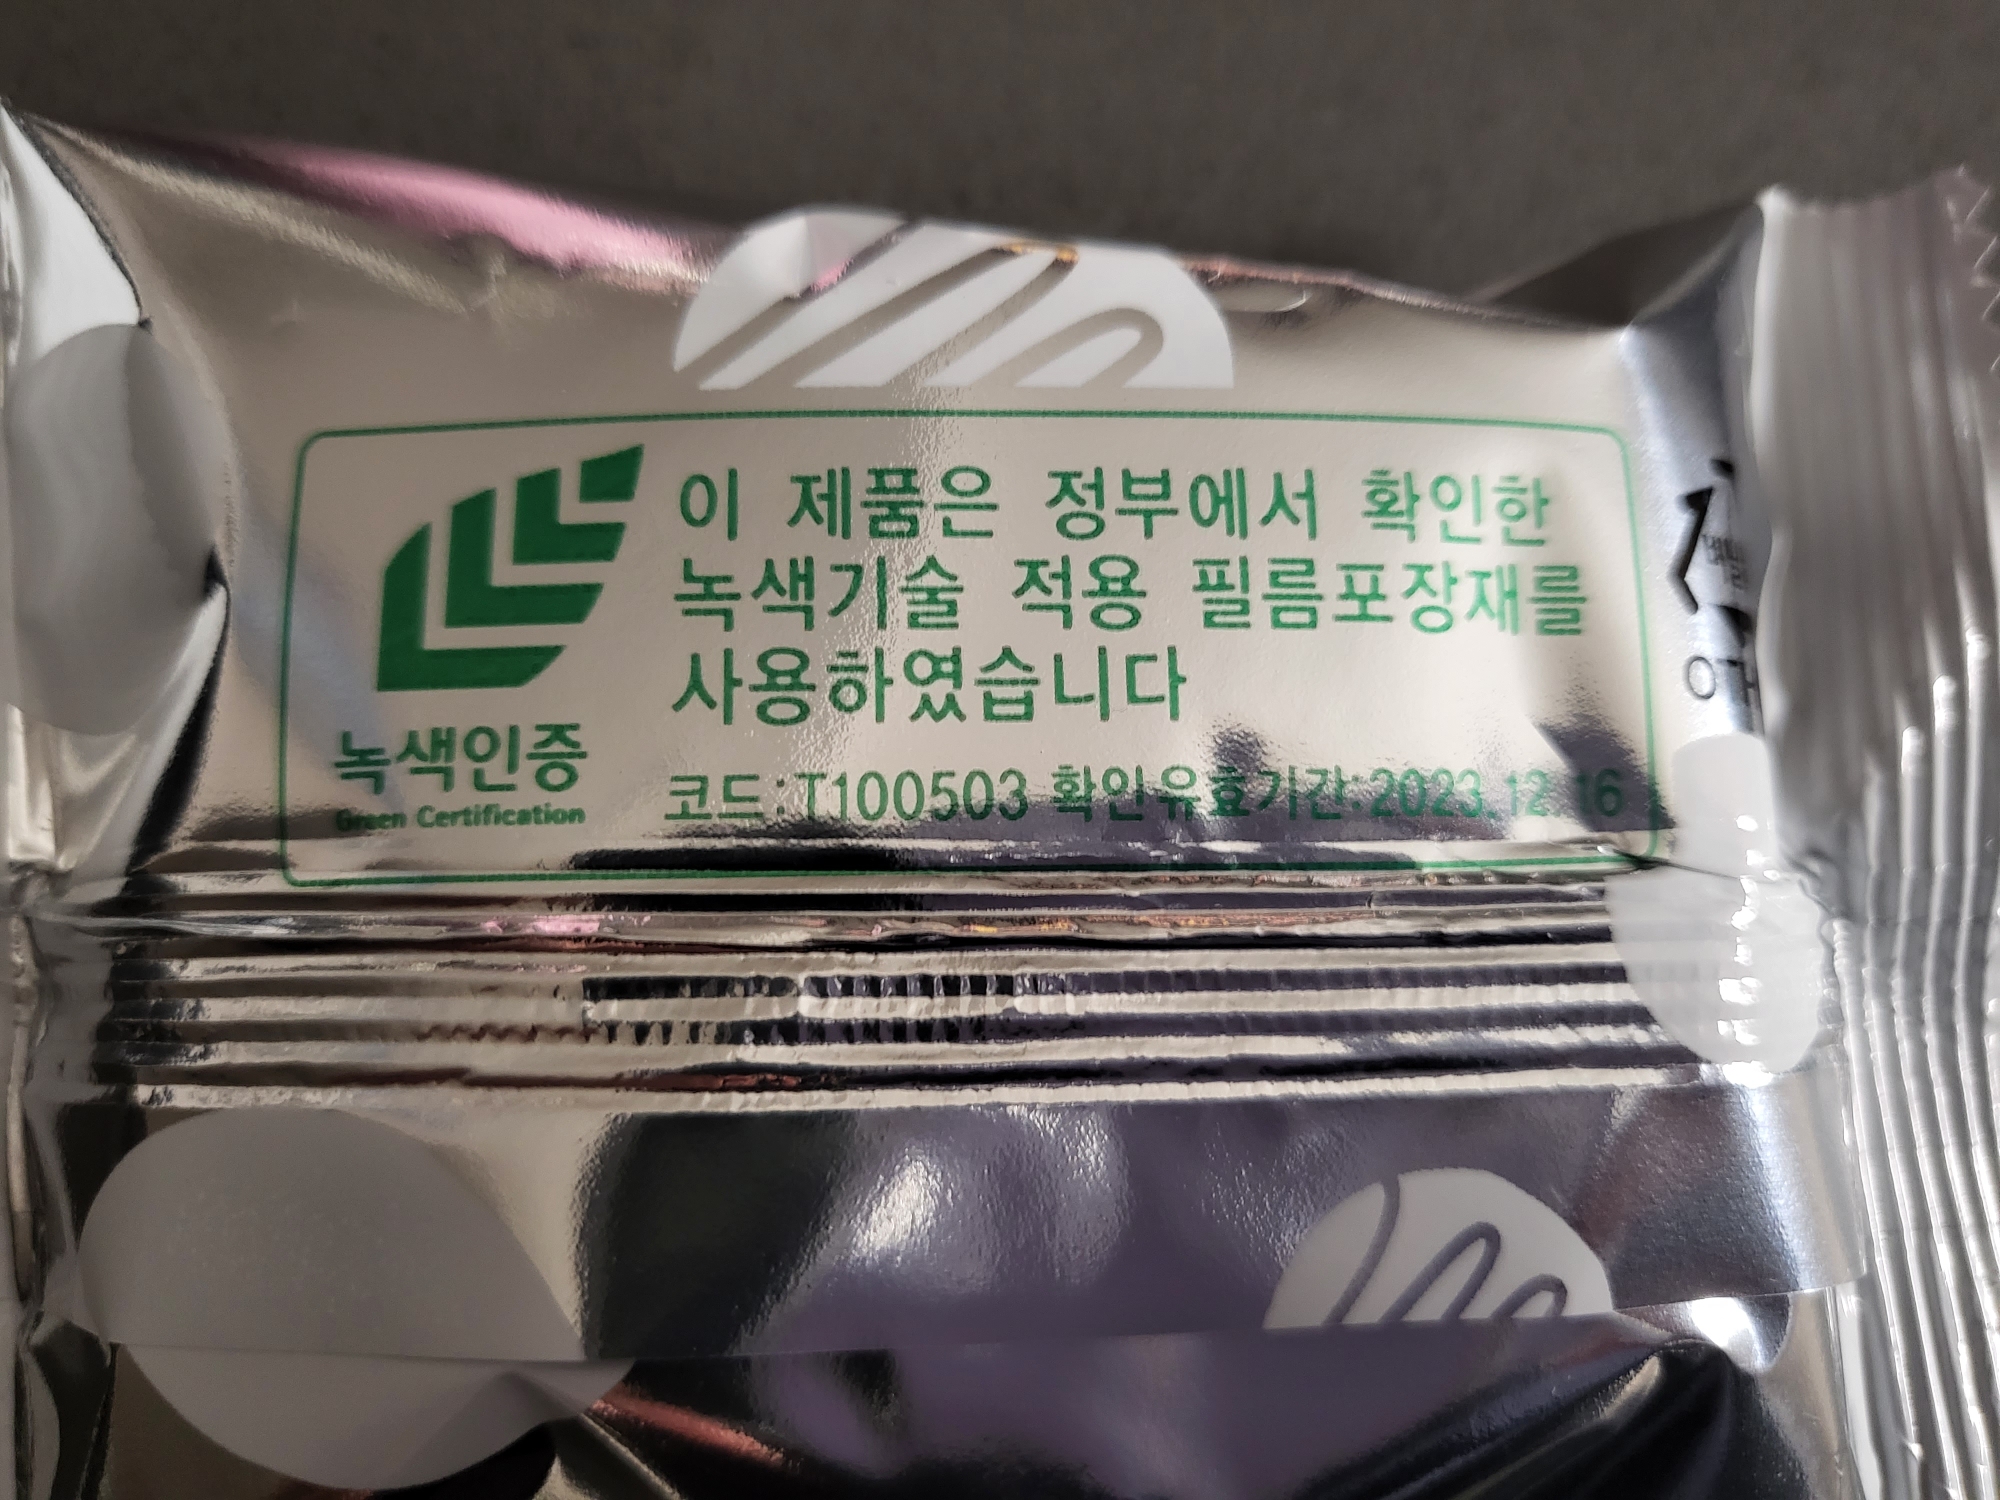 이 제품은 정부에서 확인한
녹색기술 적용 필름포장재를
사용하였습니다
녹색인증
Green Certification
코드:T100503 확인유효기간:2023.12.16